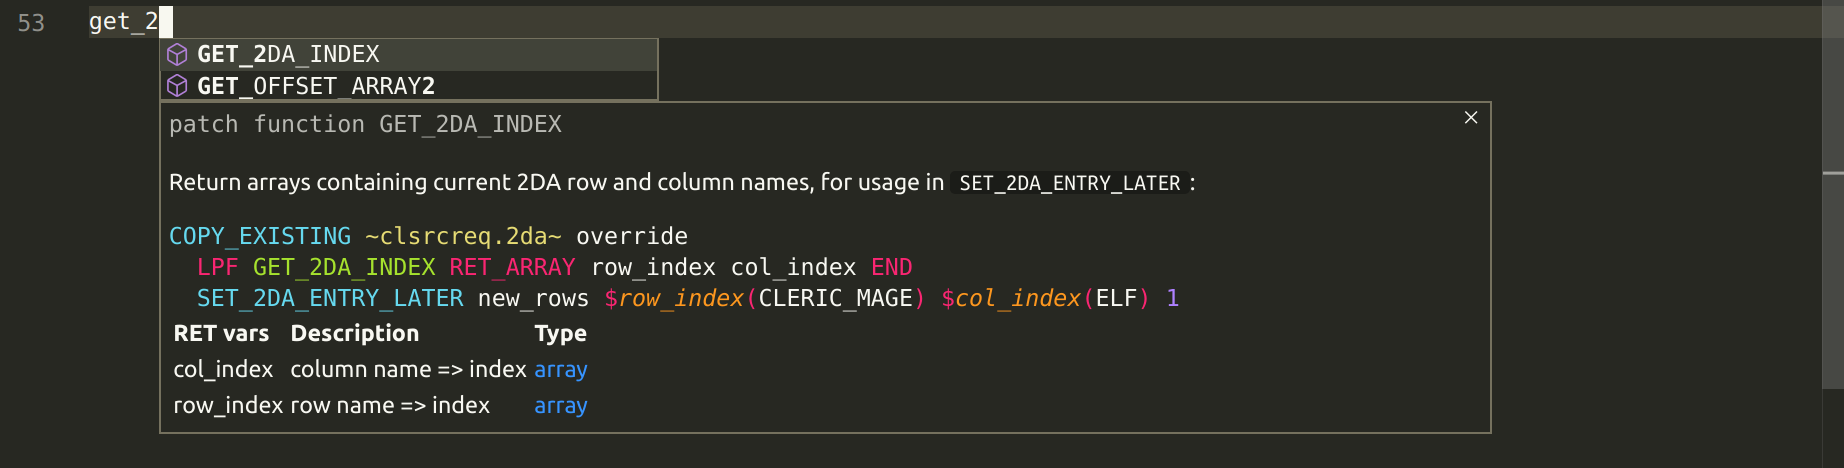 53 get_2
GET_2DA_INDEX
GET_OFFSET_ARRAY2
patch function GET_2DA_INDEX
Return arrays containing current 2DA row and column names, for usage in SET_2DA_ENTRY_LATER :
COPY_EXISTING ~clsrcreq.2da~ override
LPF GET_2DA_INDEX RET_ARRAY row_index col_index END
SET_2DA_ENTRY_LATER new_rows $row_index(CLERIC_MAGE) $col_index(ELF) 1
RET vars Description Type
col_index column name => index array
row_index row name => index array